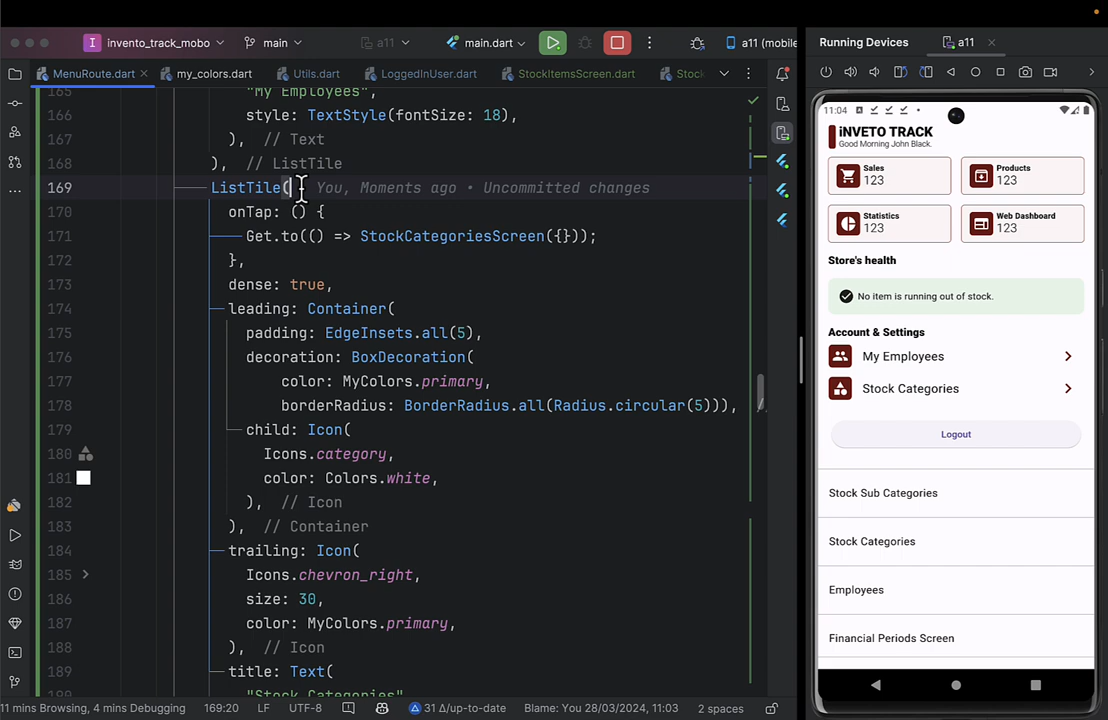 invento_track_mobo
main
a11
main.dart
a11 (mobile
Running Devices
a11
MenuRoute.dart
my_colors.dart
Utils.dart
LoggedInUser.dart
StockItemsScreen.dart
Stock
165 "My Employees",
166 style: TextStyle(fontSize: 18),
167 ), // Text
168 ), // ListTile
169 ListTile( You, Moments ago • Uncommitted changes
170 onTap: () {
171 Get.to(() => StockCategoriesScreen({}));
172 },
173 dense: true,
174 leading: Container(
175 padding: EdgeInsets.all(5),
176 decoration: BoxDecoration(
177 color: MyColors.primary,
178 borderRadius: BorderRadius.all(Radius.circular(5))),
179 child: Icon(
180 Icons.category,
181 color: Colors.white,
182 ), // Icon
183 ), // Container
184 trailing: Icon(
185 Icons.chevron_right,
186 size: 30,
187 color: MyColors.primary,
188 ), // Icon
189 title: Text(
190 "Stock Categories"
11 mins Browsing, 4 mins Debugging
169:20
LF
UTF-8
31 Δ/up-to-date
Blame: You 28/03/2024, 11:03
2 spaces
11:04
iNVETO TRACK
Good Morning John Black.
Sales
123
Products
123
Statistics
123
Web Dashboard
123
Store's health
No item is running out of stock.
Account & Settings
My Employees
Stock Categories
Logout
Stock Sub Categories
Stock Categories
Employees
Financial Periods Screen